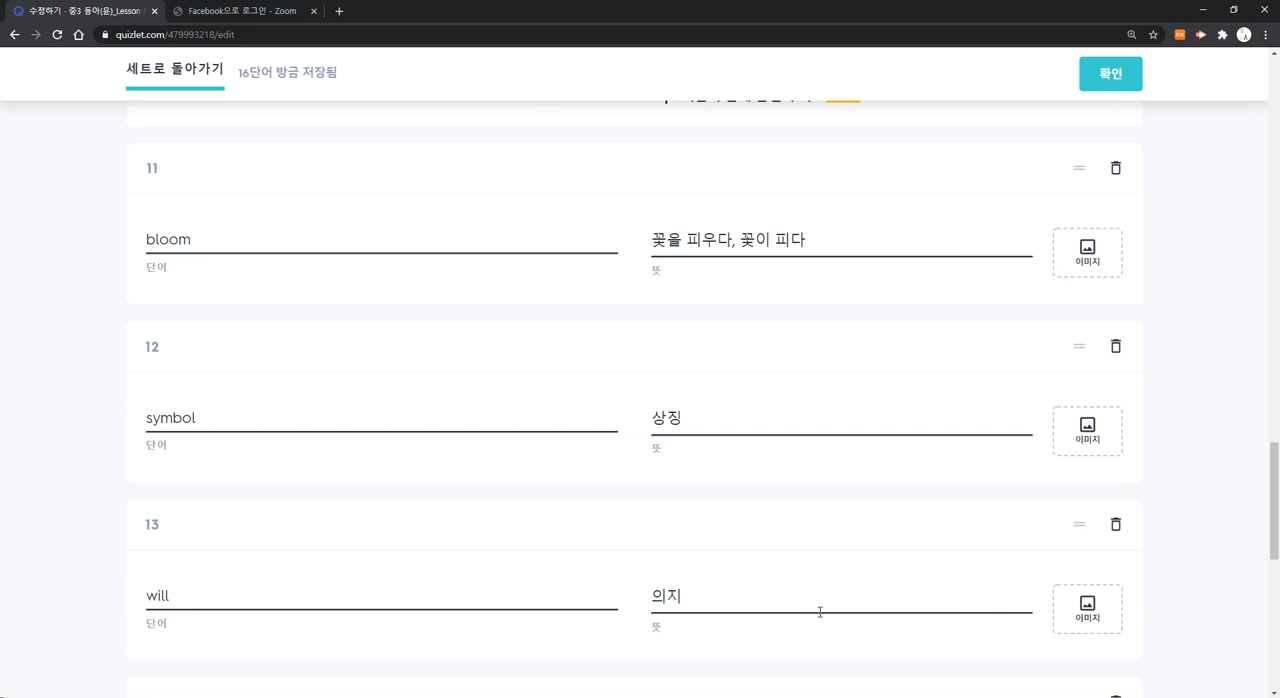 수정하기 - 중3 동아(윤)_Lesson
Facebook으로 로그인 - Zoom
quizlet.com/479993218/edit
세트로 돌아가기
16단어 방금 저장됨
확인
11
bloom
꽃을 피우다, 꽃이 피다
단어
뜻
이미지
12
symbol
상징
단어
뜻
이미지
13
will
의지
단어
뜻
이미지